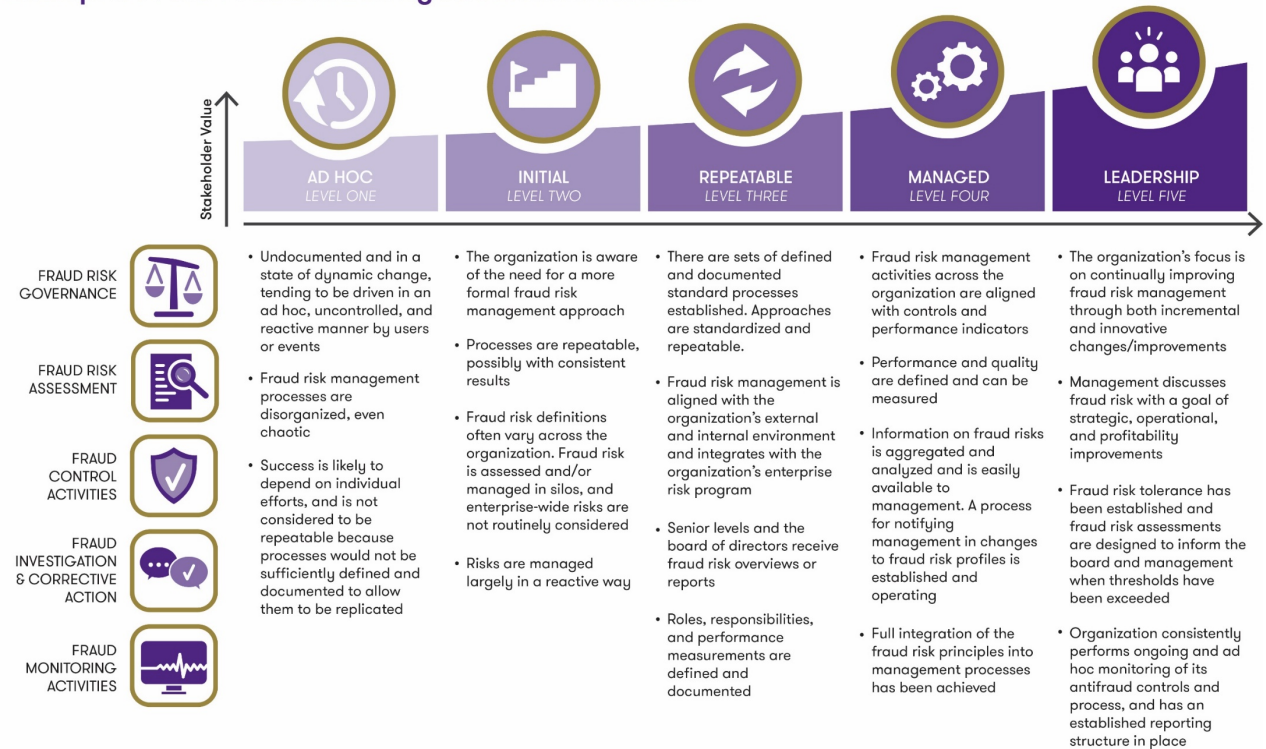 Stakeholder Value
AD HOC
LEVEL ONE
INITIAL
LEVEL TWO
REPEATABLE
LEVEL THREE
MANAGED
LEVEL FOUR
LEADERSHIP
LEVEL FIVE
FRAUD RISK
GOVERNANCE
FRAUD RISK
ASSESSMENT
FRAUD
CONTROL
ACTIVITIES
FRAUD
INVESTIGATION
& CORRECTIVE
ACTION
FRAUD
MONITORING
ACTIVITIES
• Undocumented and in a
state of dynamic change,
tending to be driven in an
ad hoc, uncontrolled, and
reactive manner by users
or events
• Fraud risk management
processes are
disorganized, even
chaotic
• Success is likely to
depend on individual
efforts, and is not
considered to be
repeatable because
processes would not be
sufficiently defined and
documented to allow
them to be replicated
• The organization is aware
of the need for a more
formal fraud risk
management approach
• Processes are repeatable,
possibly with consistent
results
• Fraud risk definitions
often vary across the
organization. Fraud risk
is assessed and/or
managed in silos, and
enterprise-wide risks are
not routinely considered
• Risks are managed
largely in a reactive way
• There are sets of defined
and documented
standard processes
established. Approaches
are standardized and
repeatable.
• Fraud risk management is
aligned with the
organization's external
and internal environment
and integrates with the
organization's enterprise
risk program
• Senior levels and the
board of directors receive
fraud risk overviews or
reports
• Roles, responsibilities,
and performance
measurements are
defined and
documented
• Fraud risk management
activities across the
organization are aligned
with controls and
performance indicators
• Performance and quality
are defined and can be
measured
• Information on fraud risks
is aggregated and
analyzed and is easily
available to
management. A process
for notifying
management in changes
to fraud risk profiles is
established and
operating
• Full integration of the
fraud risk principles into
management processes
has been achieved
• The organization's focus is
on continually improving
fraud risk management
through both incremental
and innovative
changes/improvements
• Management discusses
fraud risk with a goal of
strategic, operational,
and profitability
improvements
• Fraud risk tolerance has
been established and
fraud risk assessments
are designed to inform the
board and management
when thresholds have
been exceeded
• Organization consistently
performs ongoing and ad
hoc monitoring of its
antifraud controls and
process, and has an
established reporting
structure in place